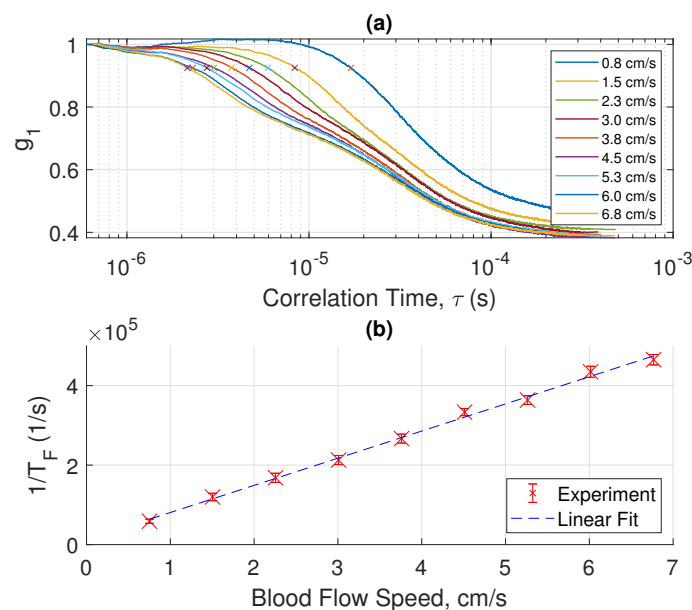 (a)
1
0.8
0.6
0.4
g₁
0.8 cm/s
1.5 cm/s
2.3 cm/s
3.0 cm/s
3.8 cm/s
4.5 cm/s
5.3 cm/s
6.0 cm/s
6.8 cm/s
10⁻⁶ 10⁻⁵ 10⁻⁴ 10⁻³
Correlation Time, τ (s)
(b)
×10⁵
4
2
0
1/T_F (1/s)
Experiment
Linear Fit
0 1 2 3 4 5 6 7
Blood Flow Speed, cm/s